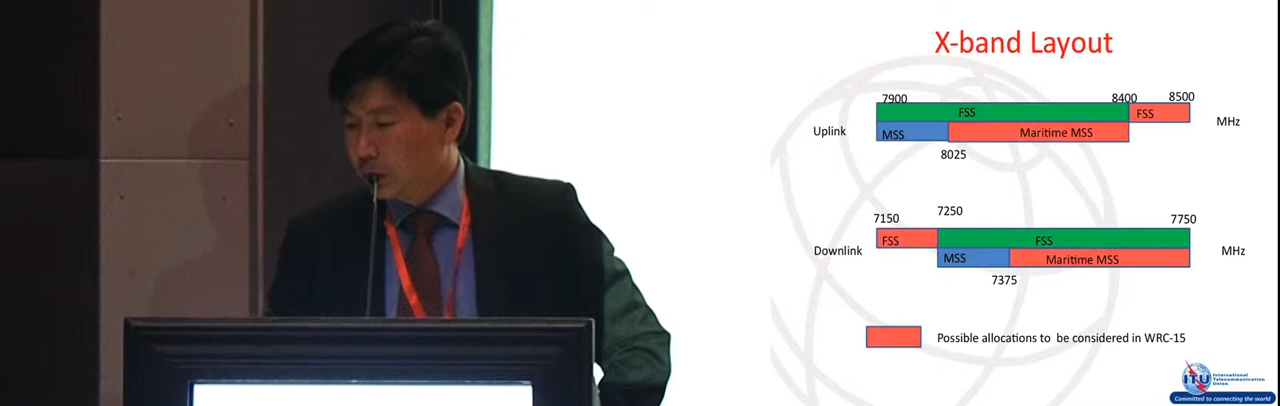 X-band Layout
7900 8400 8500
FSS FSS
Uplink MSS Maritime MSS MHz
8025
7150 7250 7750
FSS FSS
Downlink MSS Maritime MSS MHz
7375
Possible allocations to be considered in WRC-15
ITU International
Telecommunication
Union
Committed to connecting the world